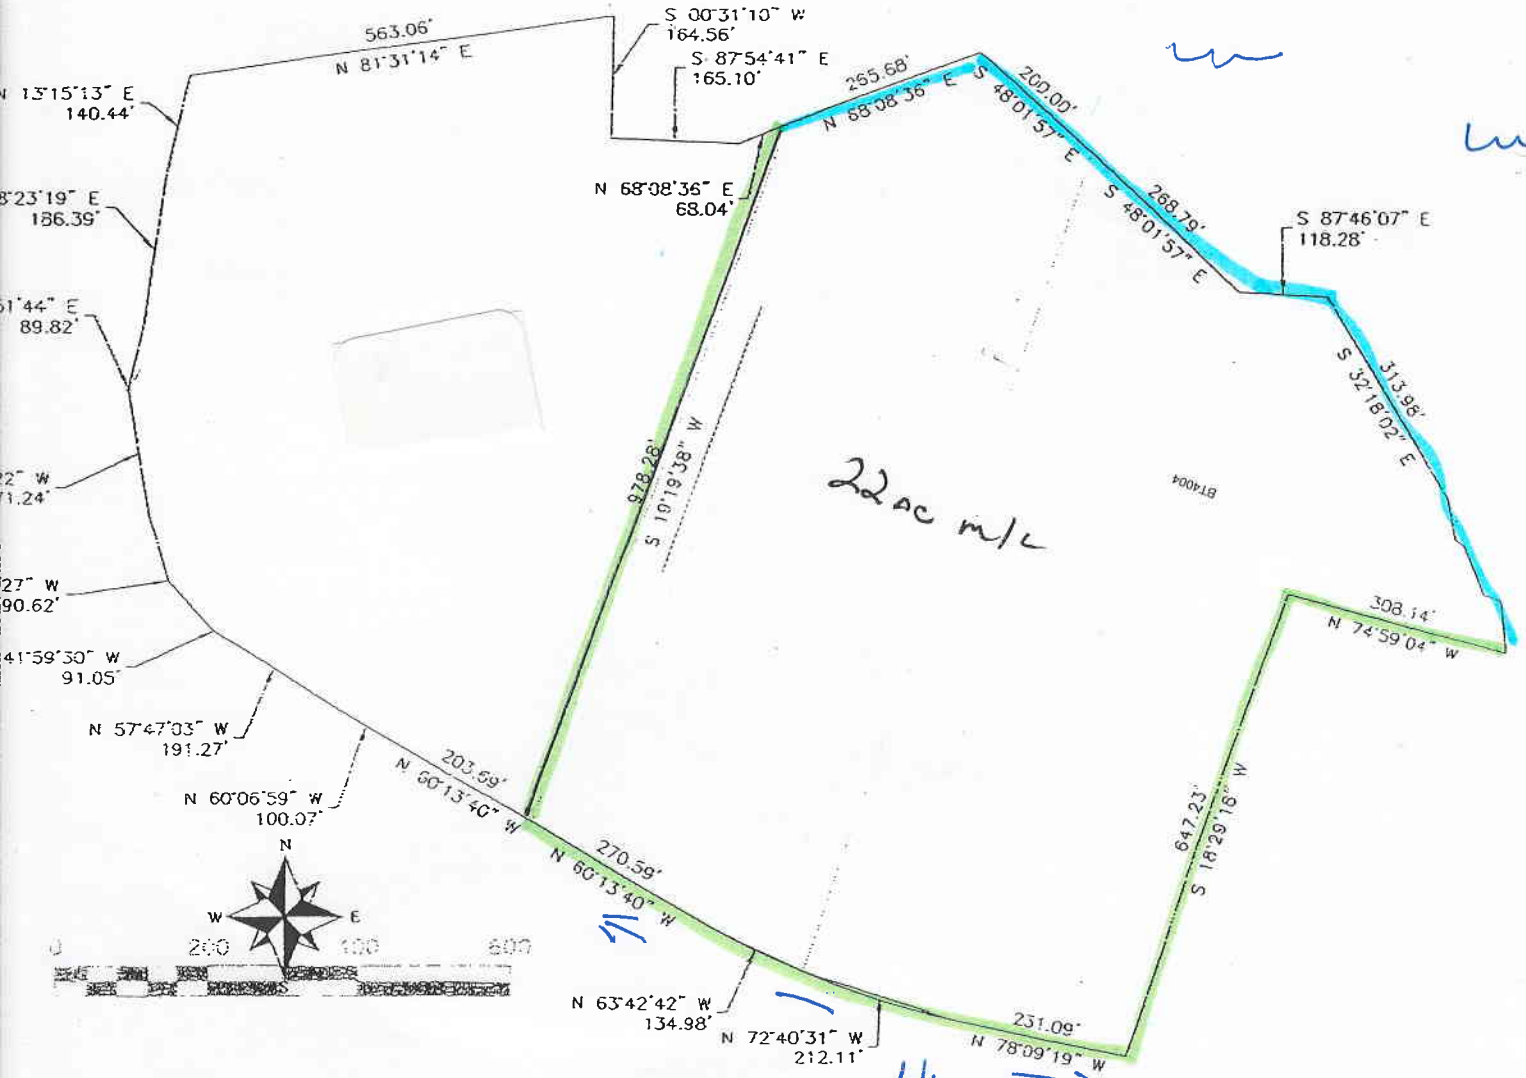 563.06'
N 81°31'14" E
S 00°31'10" W
164.56'
S 87°54'41" E
165.10'
N 13°15'13" E
140.44'
8°23'19" E
186.39'
51'44" E
89.82'
22" W
71.24'
27" W
90.62'
41°59'30" W
91.05'
N 57°47'03" W
191.27'
N 60°06'59" W
100.07'
203.69'
N 60°13'40" W
N 68°08'36" E
68.04'
265.68'
N 68°08'36" E
200.00'
S 48°01'57" E
268.79'
S 48°01'57" E
S 87°46'07" E
118.28'
313.98'
S 32°18'02" E
978.28'
S 19°19'38" W
22 ac m/l
BT4004
308.14'
N 74°59'04" W
647.23'
S 18°29'18" W
270.59'
N 60°13'40" W
N 63°42'42" W
134.98'
N 72°40'31" W
212.11'
231.09'
N 78°09'19" W
N
W
E
S
0 200 400 600